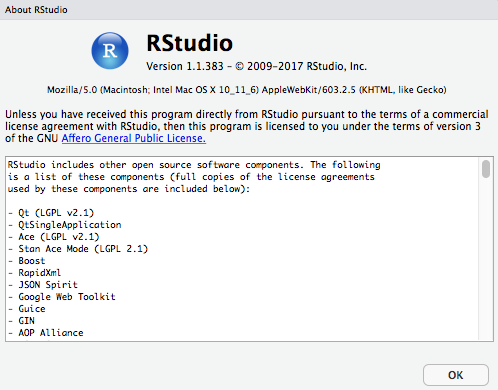 About RStudio
R
RStudio
Version 1.1.383 - © 2009-2017 RStudio, Inc.
Mozilla/5.0 (Macintosh; Intel Mac OS X 10_11_6) AppleWebKit/603.2.5 (KHTML, like Gecko)
Unless you have received this program directly from RStudio pursuant to the terms of a commercial
license agreement with RStudio, then this program is licensed to you under the terms of version 3
of the GNU Affero General Public License.
RStudio includes other open source software components. The following
is a list of these components (full copies of the license agreements
used by these components are included below):
- Qt (LGPL v2.1)
- QtSingleApplication
- Ace (LGPL v2.1)
- Stan Ace Mode (LGPL 2.1)
- Boost
- RapidXml
- JSON Spirit
- Google Web Toolkit
- Guice
- GIN
- AOP Alliance
OK